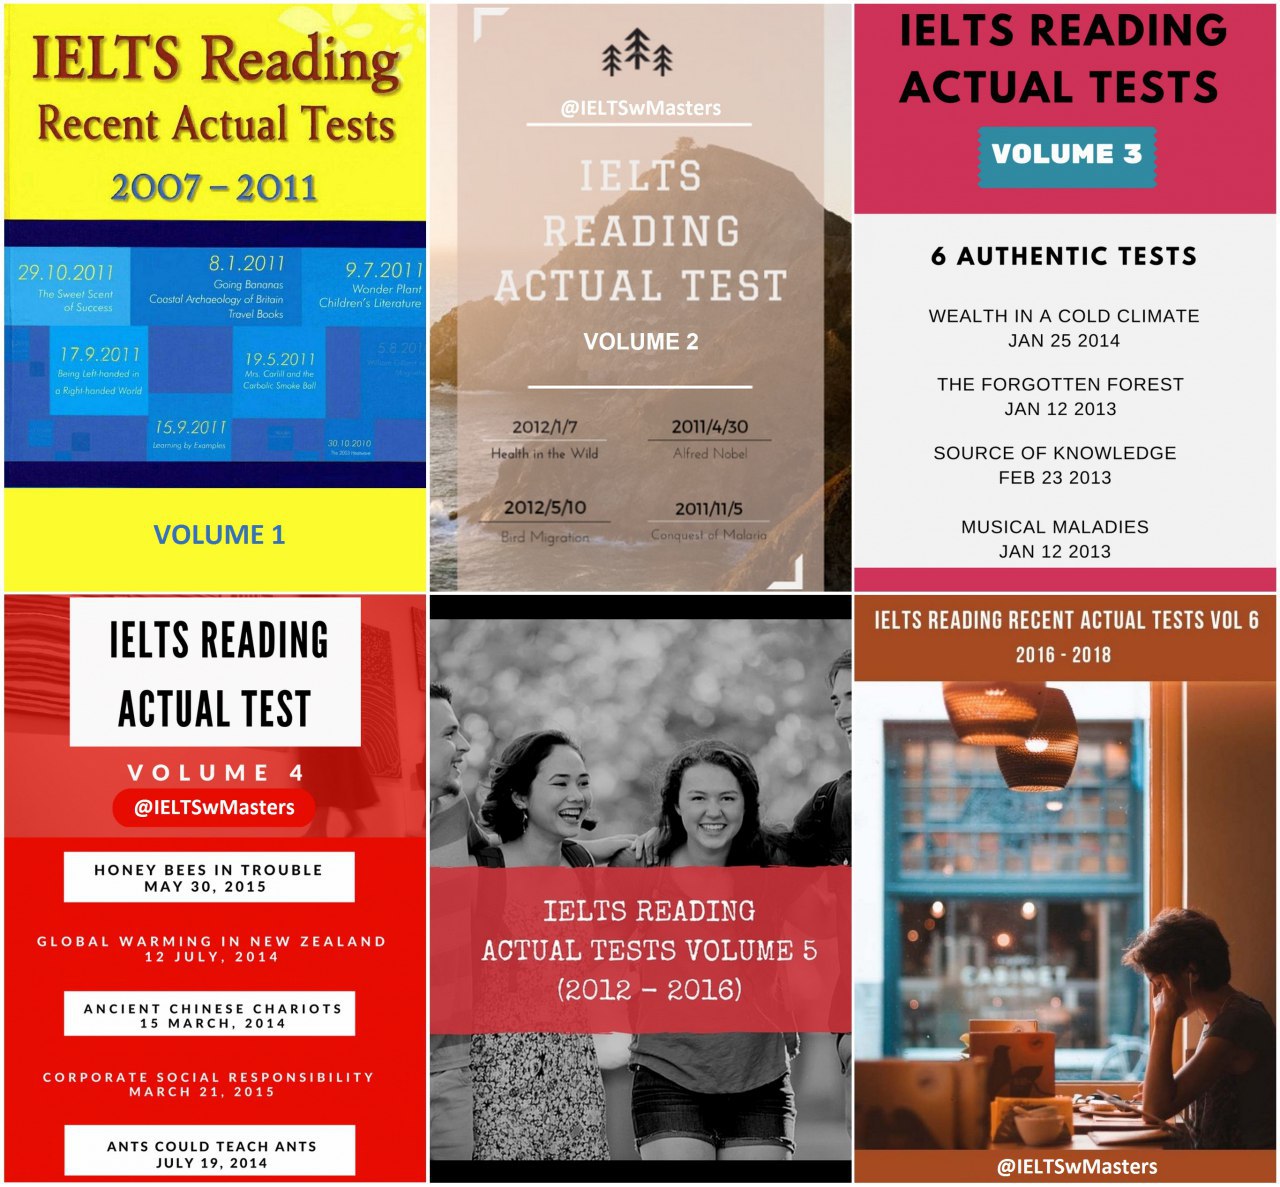 IELTS Reading
Recent Actual Tests
2007 – 2011
29.10.2011
The Sweet Scent
of Success
8.1.2011
Going Bananas
Coastal Archaeology of Britain
Travel Books
9.7.2011
Wonder Plant
Children's Literature
17.9.2011
Being Left-handed in
a Right-handed World
19.5.2011
Mrs. Carlill and the
Carbolic Smoke Ball
5.8.201
15.9.2011
Learning by Examples
30.10.2010
The 2003 Heatwave
VOLUME 1
@IELTSwMasters
IELTS
READING
ACTUAL TEST
VOLUME 2
2012/1/7
Health in the Wild
2011/4/30
Alfred Nobel
2012/5/10
Bird Migration
2011/11/5
Conquest of Malaria
IELTS READING
ACTUAL TESTS
VOLUME 3
6 AUTHENTIC TESTS
WEALTH IN A COLD CLIMATE
JAN 25 2014
THE FORGOTTEN FOREST
JAN 12 2013
SOURCE OF KNOWLEDGE
FEB 23 2013
MUSICAL MALADIES
JAN 12 2013
IELTS READING
ACTUAL TEST
VOLUME 4
@IELTSwMasters
HONEY BEES IN TROUBLE
MAY 30, 2015
GLOBAL WARMING IN NEW ZEALAND
12 JULY, 2014
ANCIENT CHINESE CHARIOTS
15 MARCH, 2014
CORPORATE SOCIAL RESPONSIBILITY
MARCH 21, 2015
ANTS COULD TEACH ANTS
JULY 19, 2014
IELTS READING
ACTUAL TESTS VOLUME 5
(2012 – 2016)
IELTS READING RECENT ACTUAL TESTS VOL 6
2016 - 2018
CABINET
@IELTSwMasters